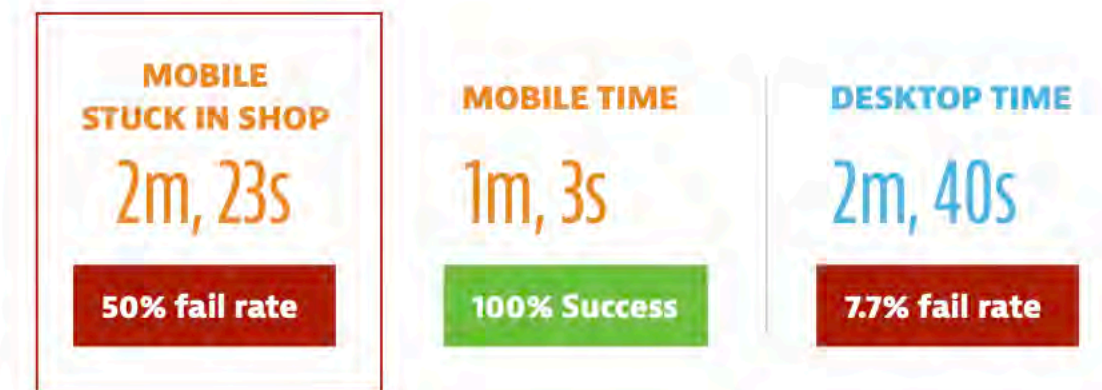 MOBILE
STUCK IN SHOP
2m, 23s
50% fail rate
MOBILE TIME
1m, 3s
100% Success
DESKTOP TIME
2m, 40s
7.7% fail rate